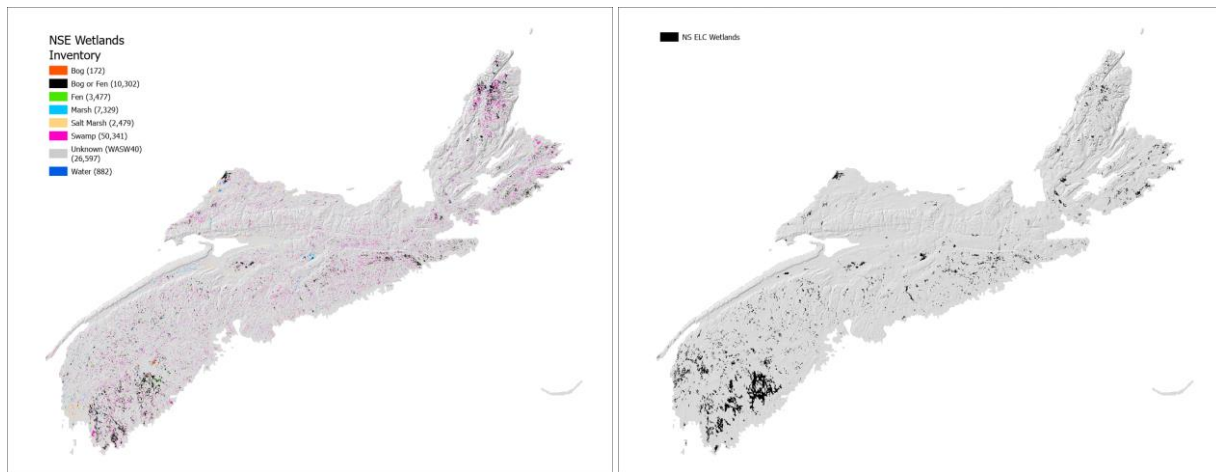 NSE Wetlands
Inventory
Bog (172)
Bog or Fen (10,302)
Fen (3,477)
Marsh (7,329)
Salt Marsh (2,479)
Swamp (50,341)
Unknown (WASW40)
(26,597)
Water (882)
NS ELC Wetlands